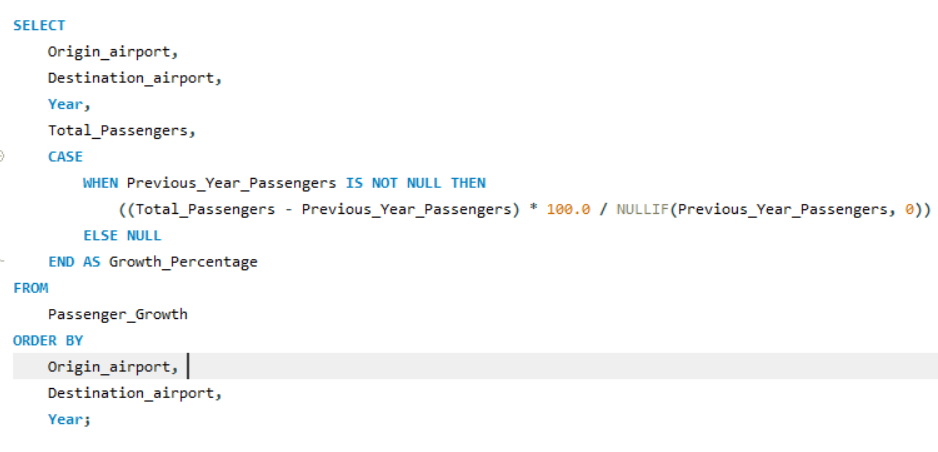 SELECT
Origin_airport,
Destination_airport,
Year,
Total_Passengers,
CASE
WHEN Previous_Year_Passengers IS NOT NULL THEN
((Total_Passengers - Previous_Year_Passengers) * 100.0 / NULLIF(Previous_Year_Passengers, 0))
ELSE NULL
END AS Growth_Percentage
FROM
Passenger_Growth
ORDER BY
Origin_airport,
Destination_airport,
Year;